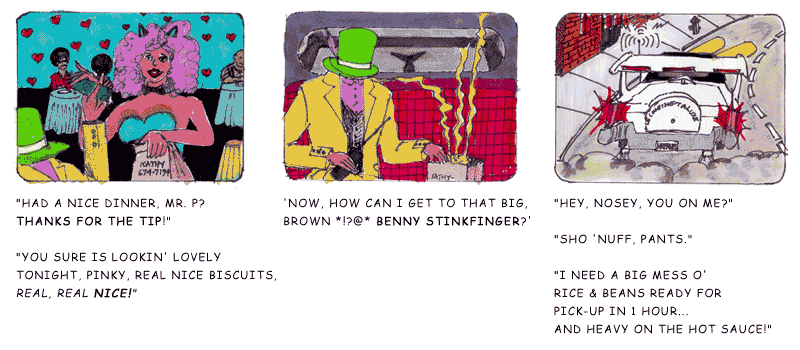 KATHY
674-7194
KATHY-
"HAD A NICE DINNER, MR. P?
THANKS FOR THE TIP!"
"YOU SURE IS LOOKIN' LOVELY
TONIGHT, PINKY, REAL NICE BISCUITS,
REAL, REAL NICE!"
'NOW, HOW CAN I GET TO THAT BIG,
BROWN *!?@* BENNY STINKFINGER?'
"HEY, NOSEY, YOU ON ME?"
"SHO 'NUFF, PANTS."
"I NEED A BIG MESS O'
RICE & BEANS READY FOR
PICK-UP IN 1 HOUR...
AND HEAVY ON THE HOT SAUCE!"